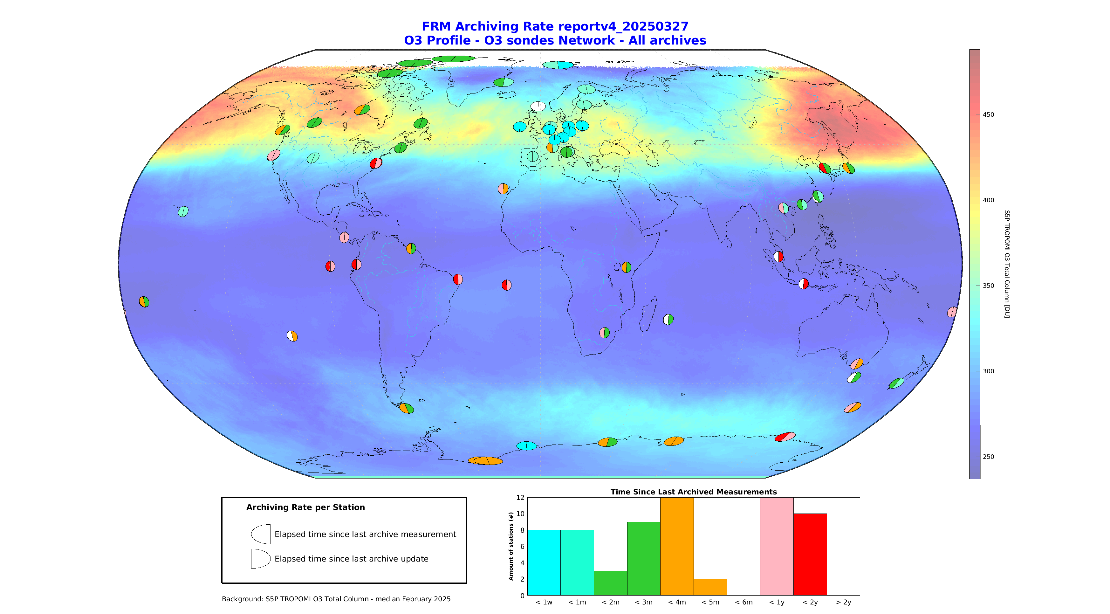 FRM Archiving Rate reportv4_20250327
O3 Profile - O3 sondes Network - All archives
450
400
350
300
250
S5P TROPOMI O3 Total Column [DU]
Archiving Rate per Station
Elapsed time since last archive measurement
Elapsed time since last archive update
Background: S5P TROPOMI O3 Total Column - median February 2025
Time Since Last Archived Measurements
Amount of stations (#)
12
10
8
6
4
2
0
< 1w
< 1m
< 2m
< 3m
< 4m
< 5m
< 6m
< 1y
< 2y
> 2y